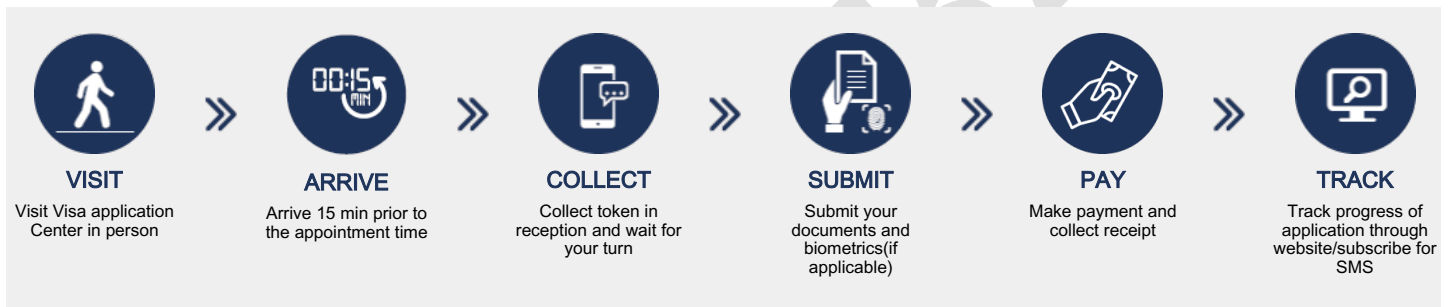 00:15
MIN
VISIT
Visit Visa application
Center in person
ARRIVE
Arrive 15 min prior to
the appointment time
COLLECT
Collect token in
reception and wait for
your turn
SUBMIT
Submit your
documents and
biometrics(if
applicable)
PAY
Make payment and
collect receipt
TRACK
Track progress of
application through
website/subscribe for
SMS